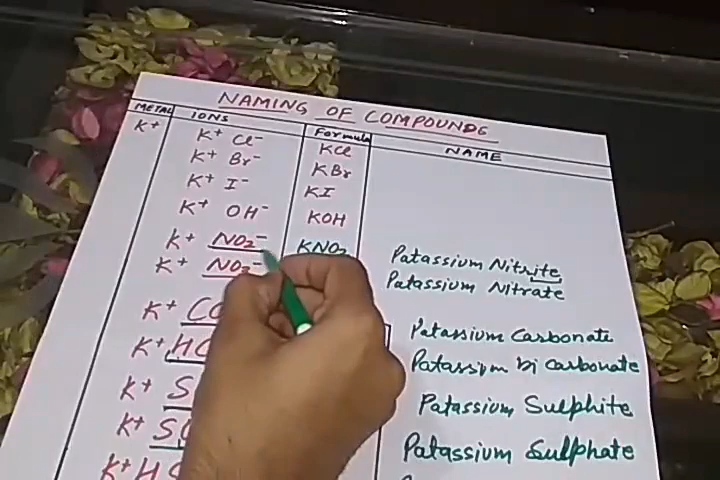 NAMING OF COMPOUNDS
METAL IONS Formula NAME
K+ K+ Cl- KCl
K+ Br- KBr
K+ I- KI
K+ OH- KOH
K+ NO2- KNO2 Patassium Nitrite
K+ NO3- Patassium Nitrate
K+ Patassium Carbonate
K+ Patassium bi carbonate
K+ S Patassium Sulphite
K+ Patassium Sulphate
K+